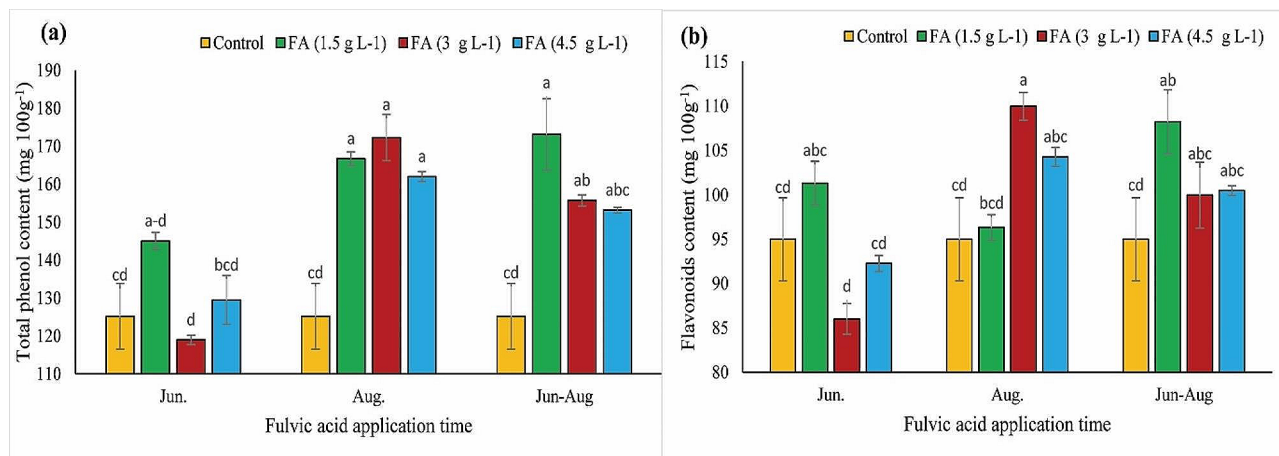 (a)
Control FA (1.5 g L-1) FA (3 g L-1) FA (4.5 g L-1)
Total phenol content (mg 100g⁻¹)
190
180
170
160
150
140
130
120
110
cd a-d d bcd
cd a a a
cd a ab abc
Jun. Aug. Jun-Aug
Fulvic acid application time
(b)
Control FA (1.5 g L-1) FA (3 g L-1) FA (4.5 g L-1)
Flavonoids content (mg 100g⁻¹)
115
110
105
100
95
90
85
80
cd abc d cd
cd bcd a abc
cd ab abc abc
Jun. Aug. Jun-Aug
Fulvic acid application time